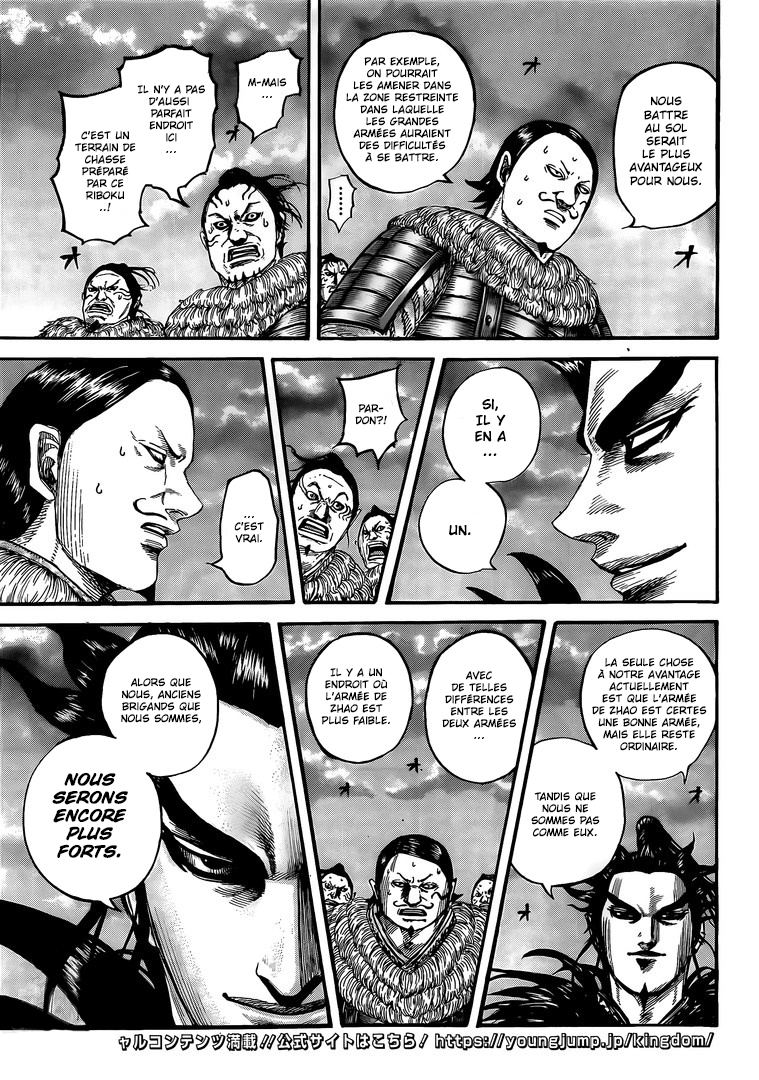 NOUS
BATTRE
AU SOL
SERAIT
LE PLUS
AVANTAGEUX
POUR NOUS.
PAR EXEMPLE,
ON POURRAIT
LES AMENER DANS
LA ZONE RESTREINTE
DANS LAQUELLE
LES GRANDES
ARMÉES AURAIENT
DES DIFFICULTÉS
À SE BATTRE.
......
M-MAIS
...
IL N'Y A PAS
D'AUSSI
PARFAIT
ENDROIT
ICI
...
C'EST UN
TERRAIN DE
CHASSE
PRÉPARÉ
PAR CE
RIBOKU
..!
SI,
IL Y
EN A
...
UN.
PAR-
DON?!
...
C'EST
VRAI.
LA SEULE CHOSE
À NOTRE AVANTAGE
ACTUELLEMENT
EST QUE L'ARMÉE
DE ZHAO EST CERTES
UNE BONNE ARMÉE,
MAIS ELLE RESTE
ORDINAIRE.
TANDIS QUE
NOUS NE
SOMMES PAS
COMME EUX.
AVEC
DE TELLES
DIFFÉRENCES
ENTRE LES
DEUX ARMÉES
...
IL Y A UN
ENDROIT OÙ
L'ARMÉE DE
ZHAO EST
PLUS FAIBLE.
ALORS QUE
NOUS, ANCIENS
BRIGANDS QUE
NOUS SOMMES,
NOUS
SERONS
ENCORE
PLUS
FORTS.
ャルコンテンツ満載!!公式サイトはこちら! https://youngjump.jp/kingdom/